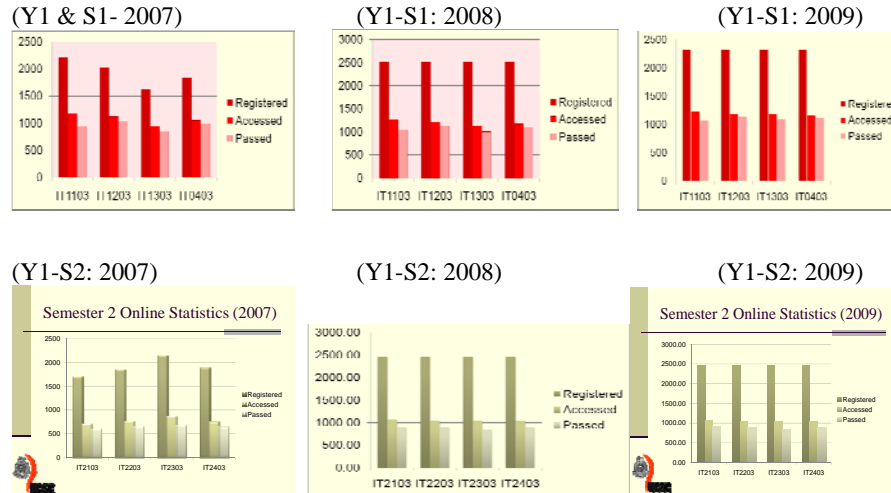 (Y1 & S1- 2007)
2500
2000
1500
1000
500
0
IT1103 IT1203 IT1303 IT0403
Registered
Accessed
Passed
(Y1-S1: 2008)
3000
2500
2000
1500
1000
500
0
IT1103 IT1203 IT1303 IT0403
Registered
Accessed
Passed
(Y1-S1: 2009)
2500
2000
1500
1000
500
0
IT1103 IT1203 IT1303 IT0403
Registered
Accessed
Passed
(Y1-S2: 2007)
Semester 2 Online Statistics (2007)
2500
2000
1500
1000
500
0
IT2103 IT2203 IT2303 IT2403
Registered
Accessed
Passed
(Y1-S2: 2008)
3000.00
2500.00
2000.00
1500.00
1000.00
500.00
0.00
IT2103 IT2203 IT2303 IT2403
Registered
Accessed
Passed
(Y1-S2: 2009)
Semester 2 Online Statistics (2009)
3000.00
2500.00
2000.00
1500.00
1000.00
500.00
0.00
IT2103 IT2203 IT2303 IT2403
Registered
Accessed
Passed